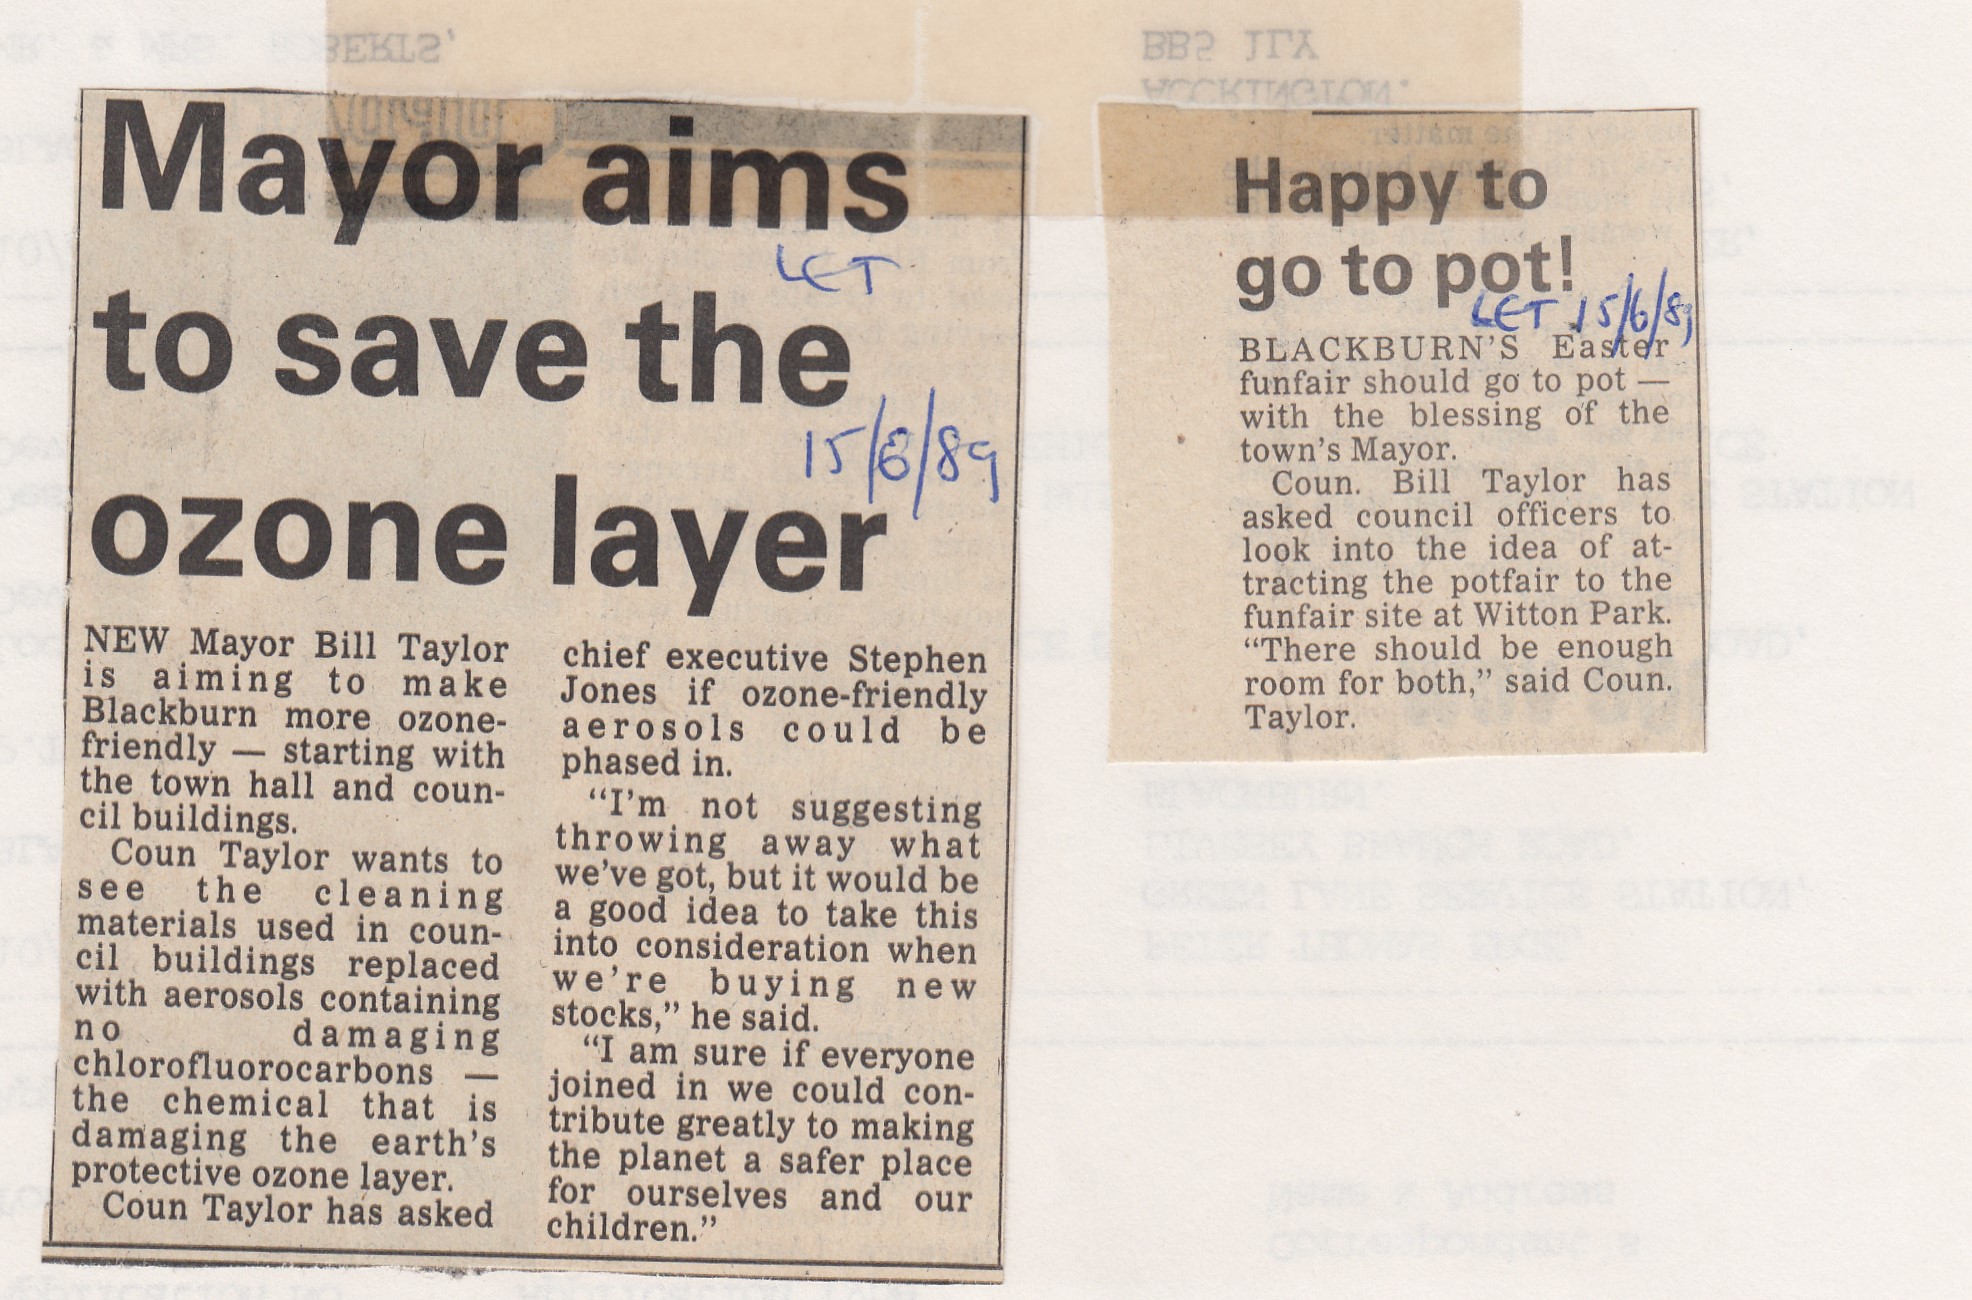 Mayor aims
to save the
ozone layer
LET
15/6/89
NEW Mayor Bill Taylor
is aiming to make
Blackburn more ozone-
friendly — starting with
the town hall and coun-
cil buildings.
Coun Taylor wants to
see the cleaning
materials used in coun-
cil buildings replaced
with aerosols containing
no damaging
chlorofluorocarbons —
the chemical that is
damaging the earth's
protective ozone layer.
Coun Taylor has asked
chief executive Stephen
Jones if ozone-friendly
aerosols could be
phased in.
“I'm not suggesting
throwing away what
we've got, but it would be
a good idea to take this
into consideration when
we're buying new
stocks,” he said.
“I am sure if everyone
joined in we could con-
tribute greatly to making
the planet a safer place
for ourselves and our
children.”
Happy to
go to pot!
LET 15/6/89
BLACKBURN'S Easter
funfair should go to pot —
with the blessing of the
town's Mayor.
Coun. Bill Taylor has
asked council officers to
look into the idea of at-
tracting the potfair to the
funfair site at Witton Park.
“There should be enough
room for both,” said Coun.
Taylor.
BB5 1LY
ACCRINGTON.
GREEN LANE SERVICE STATION,
Name & Address